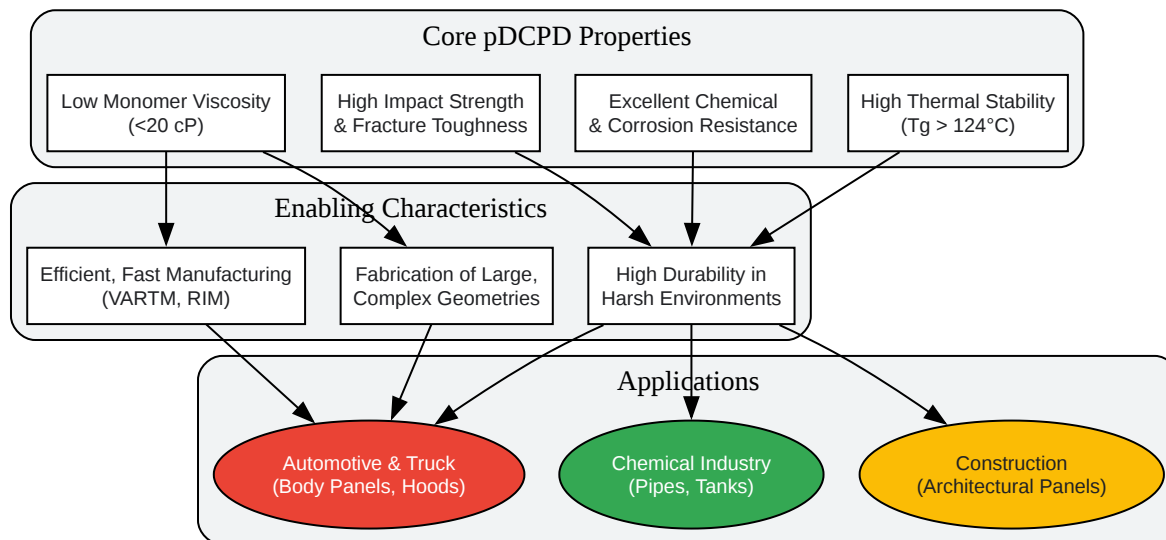 Core pDCPD Properties
Low Monomer Viscosity
(<20 cP)
High Impact Strength
& Fracture Toughness
Excellent Chemical
& Corrosion Resistance
High Thermal Stability
(Tg > 124°C)
Enabling Characteristics
Efficient, Fast Manufacturing
(VARTM, RIM)
Fabrication of Large,
Complex Geometries
High Durability in
Harsh Environments
Applications
Automotive & Truck
(Body Panels, Hoods)
Chemical Industry
(Pipes, Tanks)
Construction
(Architectural Panels)